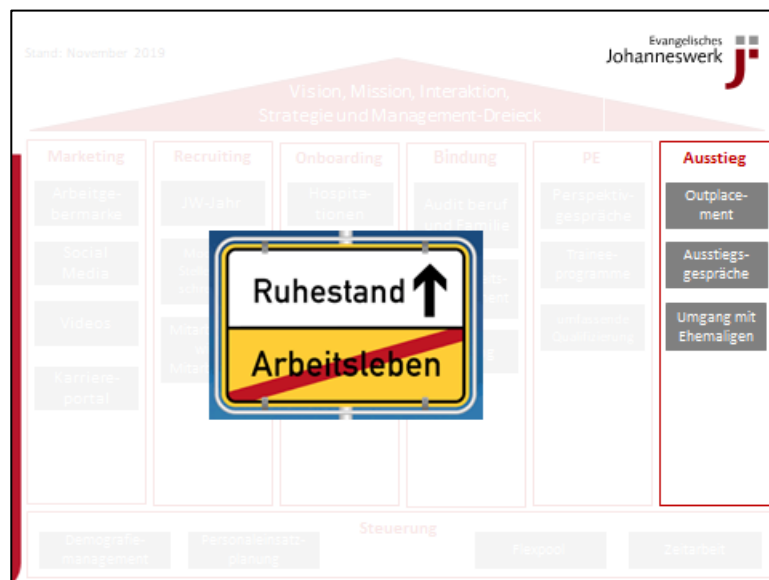 Stand: November 2019
Evangelisches
Johanneswerk
Vision, Mission, Interaktion,
Strategie und Management-Dreieck
Marketing
Arbeitge-
bermarke
Social
Media
Videos
Karriere-
portal
Recruiting
JW-Jahr
Onboarding
Hospita-
tionen
Bindung
Audit beruf
und Familie
PE
Perspektiv-
gespräche
Trainee-
programme
Qualifizierung
Ausstieg
Outplace-
ment
Ausstiegs-
gespräche
Umgang mit
Ehemaligen
Ruhestand
Arbeitsleben
Steuerung
Demografie-
management
Personaleinsatz-
planung
Flexpool
Zeitarbeit